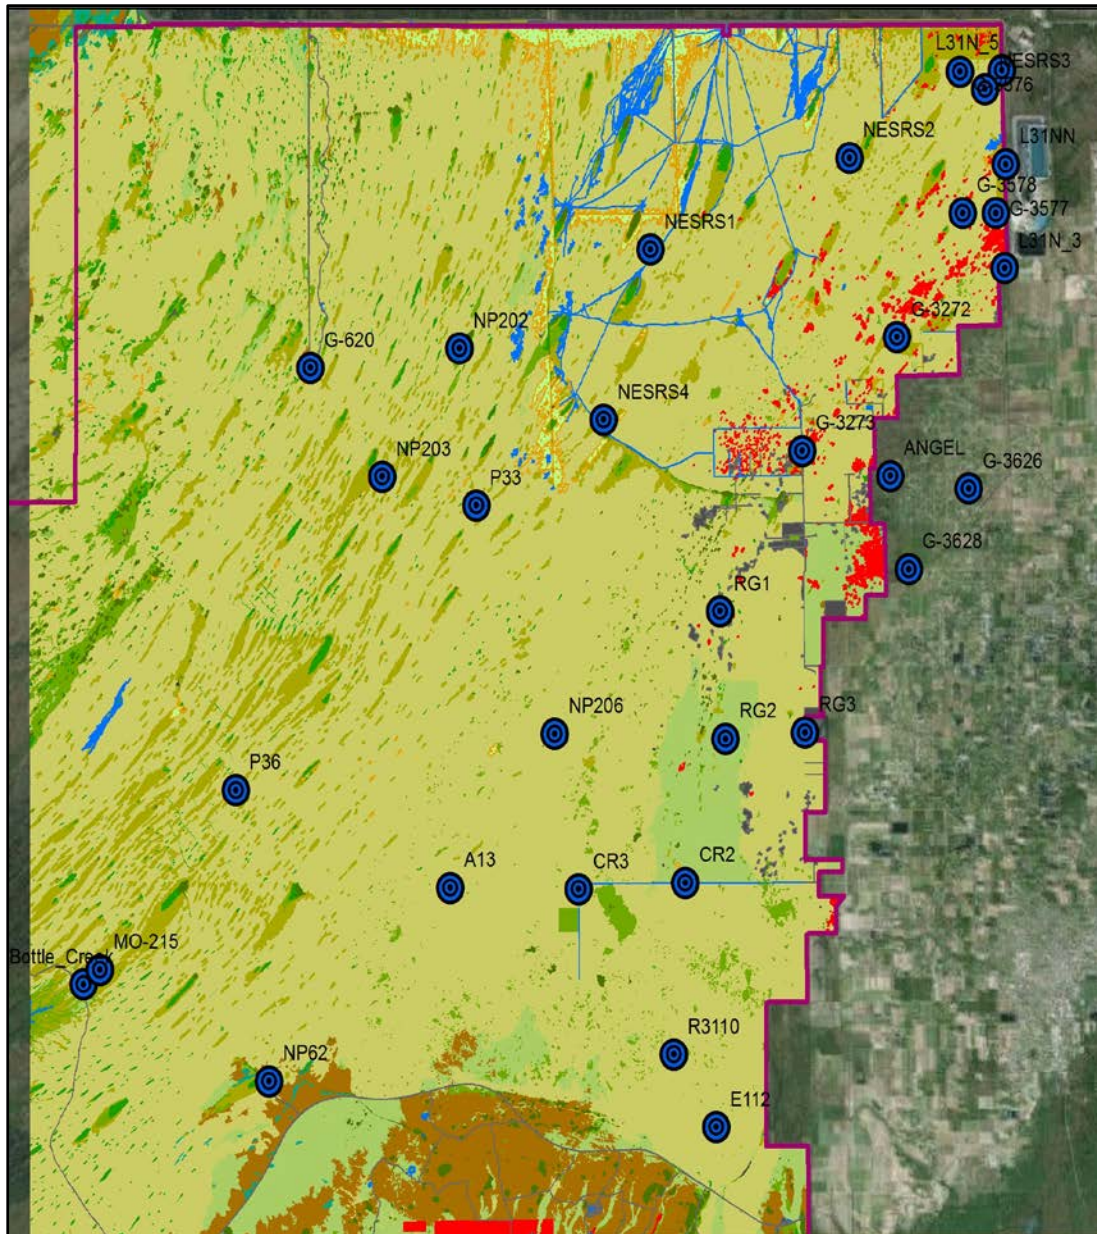 L31N_5
NESRS3
NESRS2
L31NN
G-3578
G-3577
NESRS1
L31N_3
G-3272
NP202
G-620
NESRS4
G-3273
NP203
ANGEL
G-3626
P33
G-3628
RG1
NP206
RG2
RG3
P36
A13
CR3
CR2
MO-215
Bottle_Creek
R3110
NP62
E112